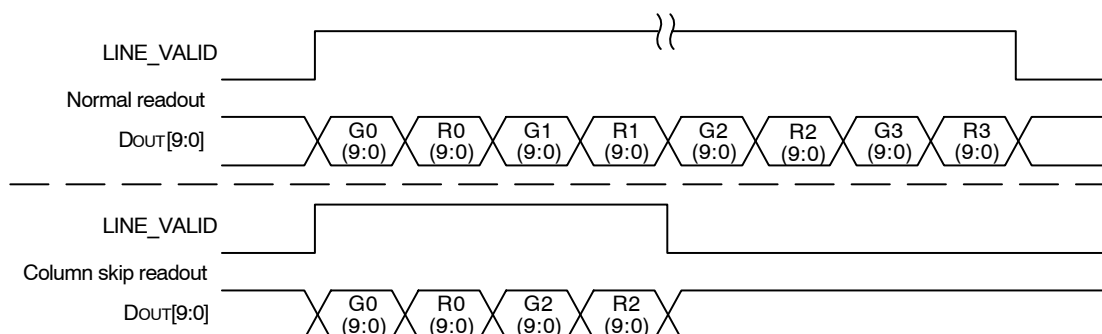 LINE_VALID
Normal readout
DOUT[9:0]
G0 R0 G1 R1 G2 R2 G3 R3
(9:0) (9:0) (9:0) (9:0) (9:0) (9:0) (9:0) (9:0)
LINE_VALID
Column skip readout
DOUT[9:0]
G0 R0 G2 R2
(9:0) (9:0) (9:0) (9:0)